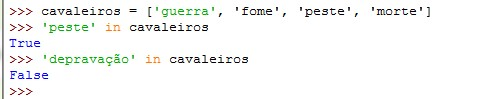 >>> cavaleiros = ['guerra', 'fome', 'peste', 'morte']
>>> 'peste' in cavaleiros
True
>>> 'depravação' in cavaleiros
False
>>>